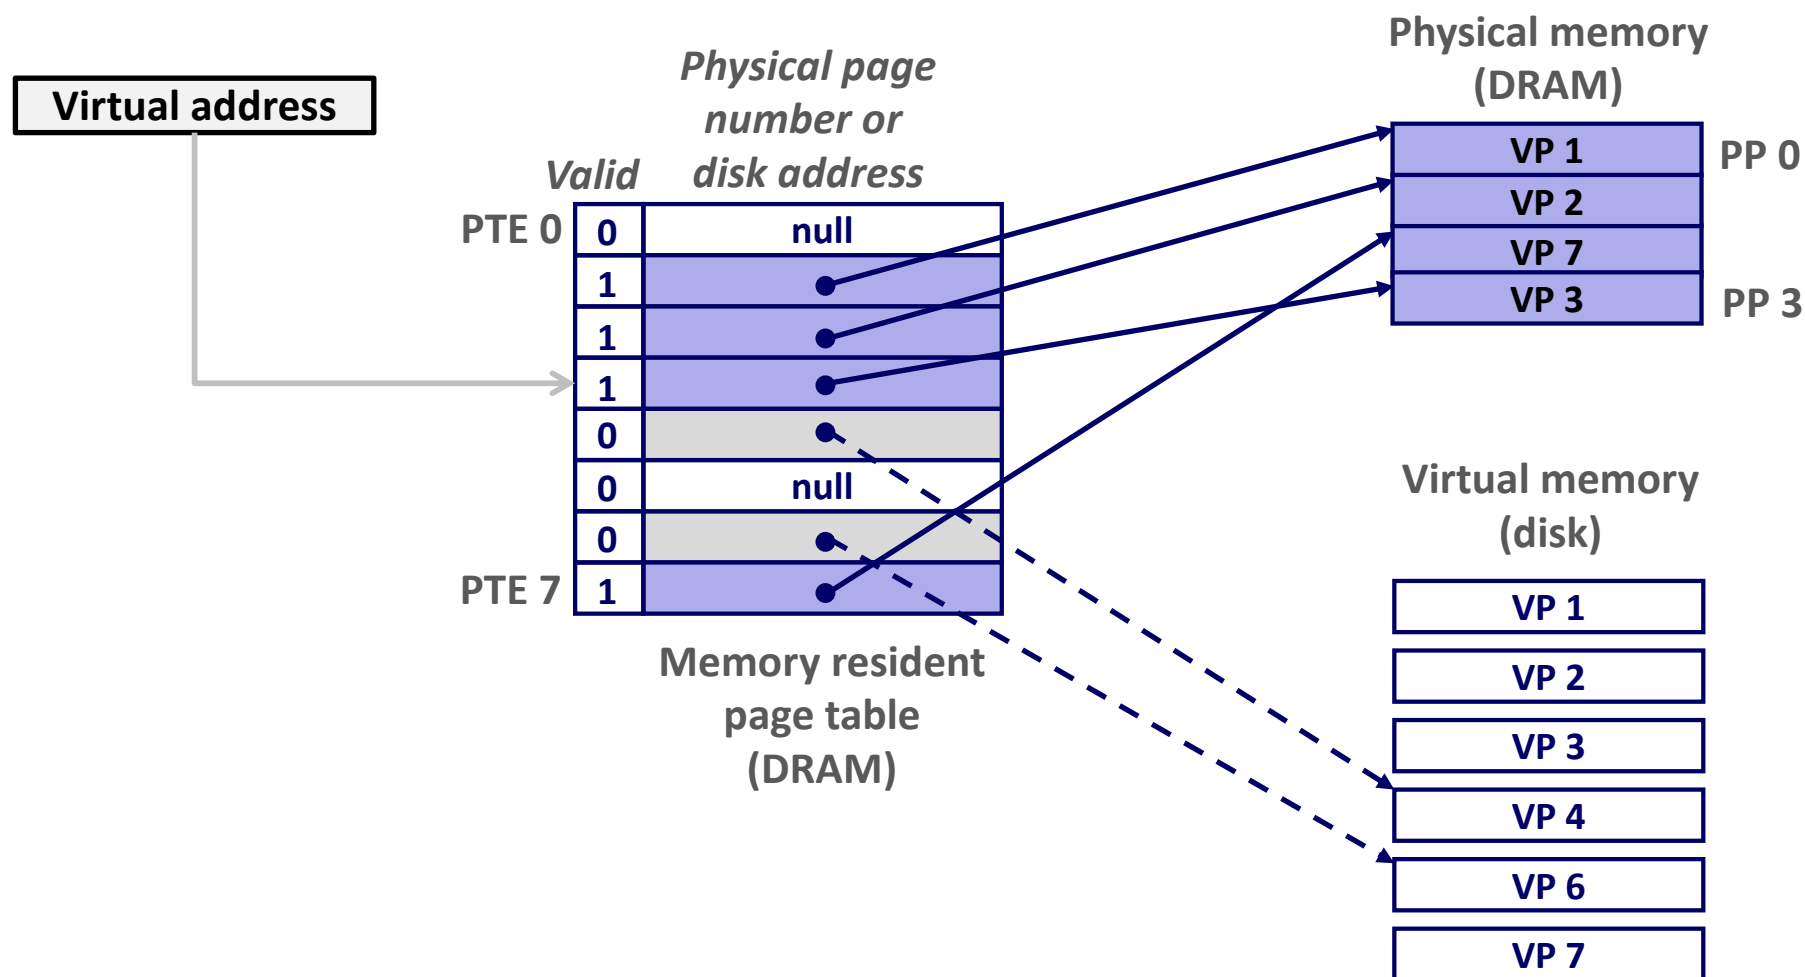 Virtual address
Physical page
number or
disk address
Valid
PTE 0
0 null
1
1
1
0
0 null
0
PTE 7 1
Memory resident
page table
(DRAM)
Physical memory
(DRAM)
VP 1 PP 0
VP 2
VP 7
VP 3 PP 3
Virtual memory
(disk)
VP 1
VP 2
VP 3
VP 4
VP 6
VP 7